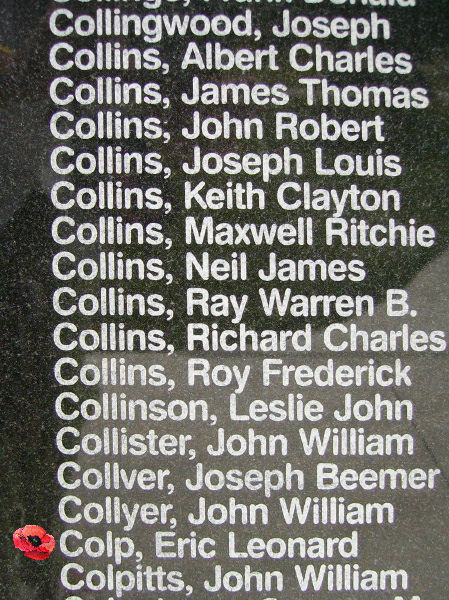 Collingwood, Joseph
Collins, Albert Charles
Collins, James Thomas
Collins, John Robert
Collins, Joseph Louis
Collins, Keith Clayton
Collins, Maxwell Ritchie
Collins, Neil James
Collins, Ray Warren B.
Collins, Richard Charles
Collins, Roy Frederick
Collinson, Leslie John
Collister, John William
Collver, Joseph Beemer
Collyer, John William
Colp, Eric Leonard
Colpitts, John William